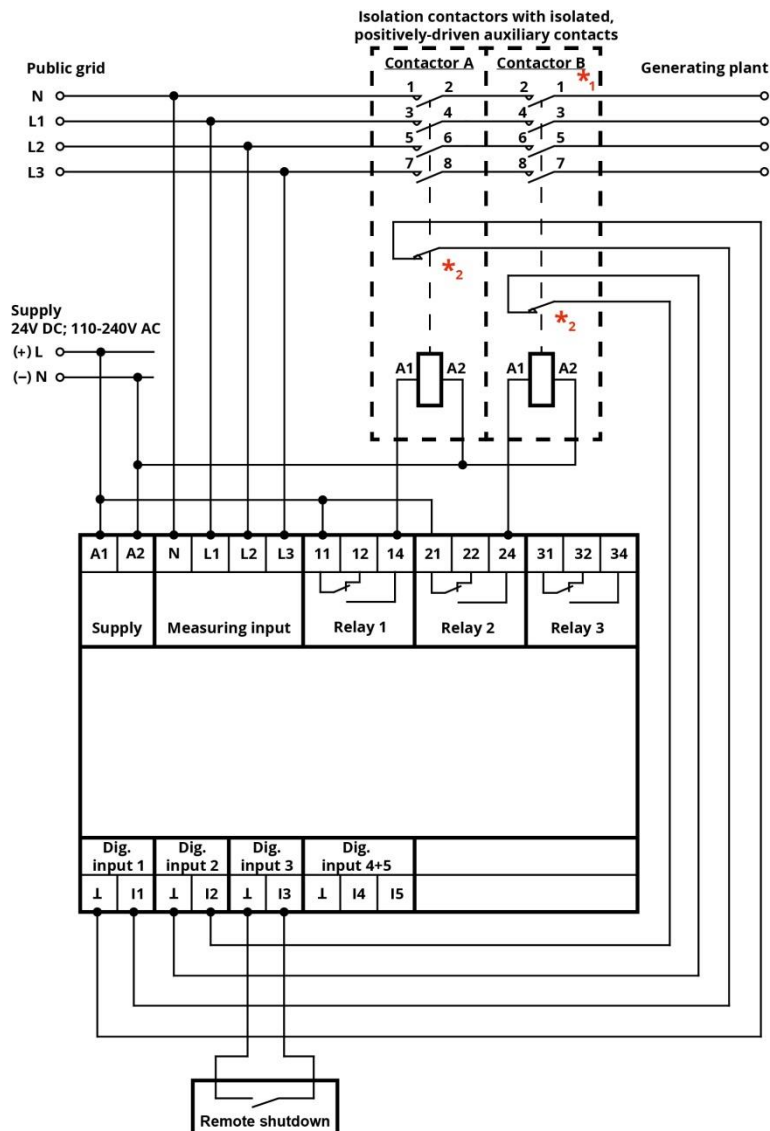 Isolation contactors with isolated,
positively-driven auxiliary contacts
Public grid
Contactor A
Contactor B
*1
Generating plant
N
1 2 2 1
L1
3 4 4 3
L2
5 6 6 5
L3
7 8 8 7
*2
*2
Supply
24V DC; 110-240V AC
(+) L
(−) N
A1 A2 A1 A2
A1 A2 N L1 L2 L3 11 12 14 21 22 24 31 32 34
Supply Measuring input Relay 1 Relay 2 Relay 3
Dig. Dig. Dig. Dig.
input 1 input 2 input 3 input 4+5
⊥ I1 ⊥ I2 ⊥ I3 ⊥ I4 I5
Remote shutdown